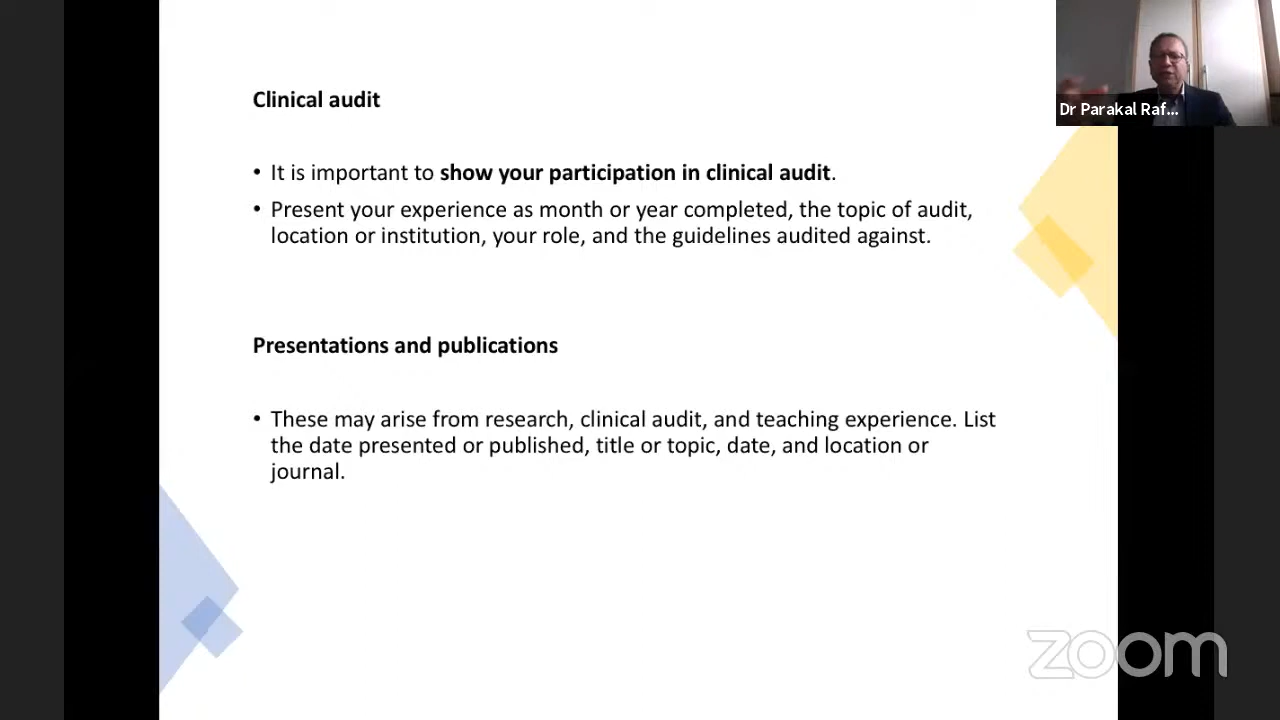 Clinical audit
• It is important to show your participation in clinical audit.
• Present your experience as month or year completed, the topic of audit,
location or institution, your role, and the guidelines audited against.
Presentations and publications
• These may arise from research, clinical audit, and teaching experience. List
the date presented or published, title or topic, date, and location or
journal.
Dr Parakal Raf...
zoom